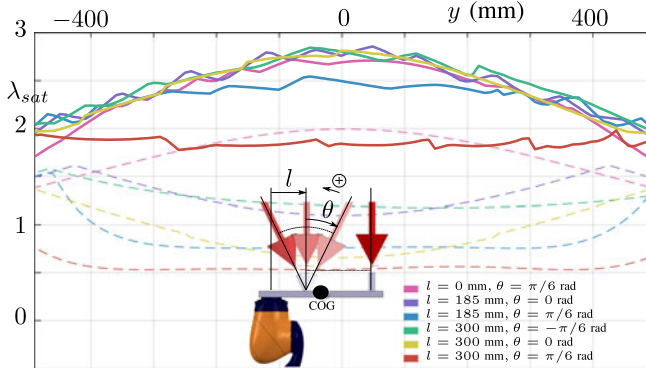 −400 0 y (mm) 400
3
λsat
2
1
0
l ⊕
θ
COG
l = 0 mm, θ = π/6 rad
l = 185 mm, θ = 0 rad
l = 185 mm, θ = π/6 rad
l = 300 mm, θ = −π/6 rad
l = 300 mm, θ = 0 rad
l = 300 mm, θ = π/6 rad